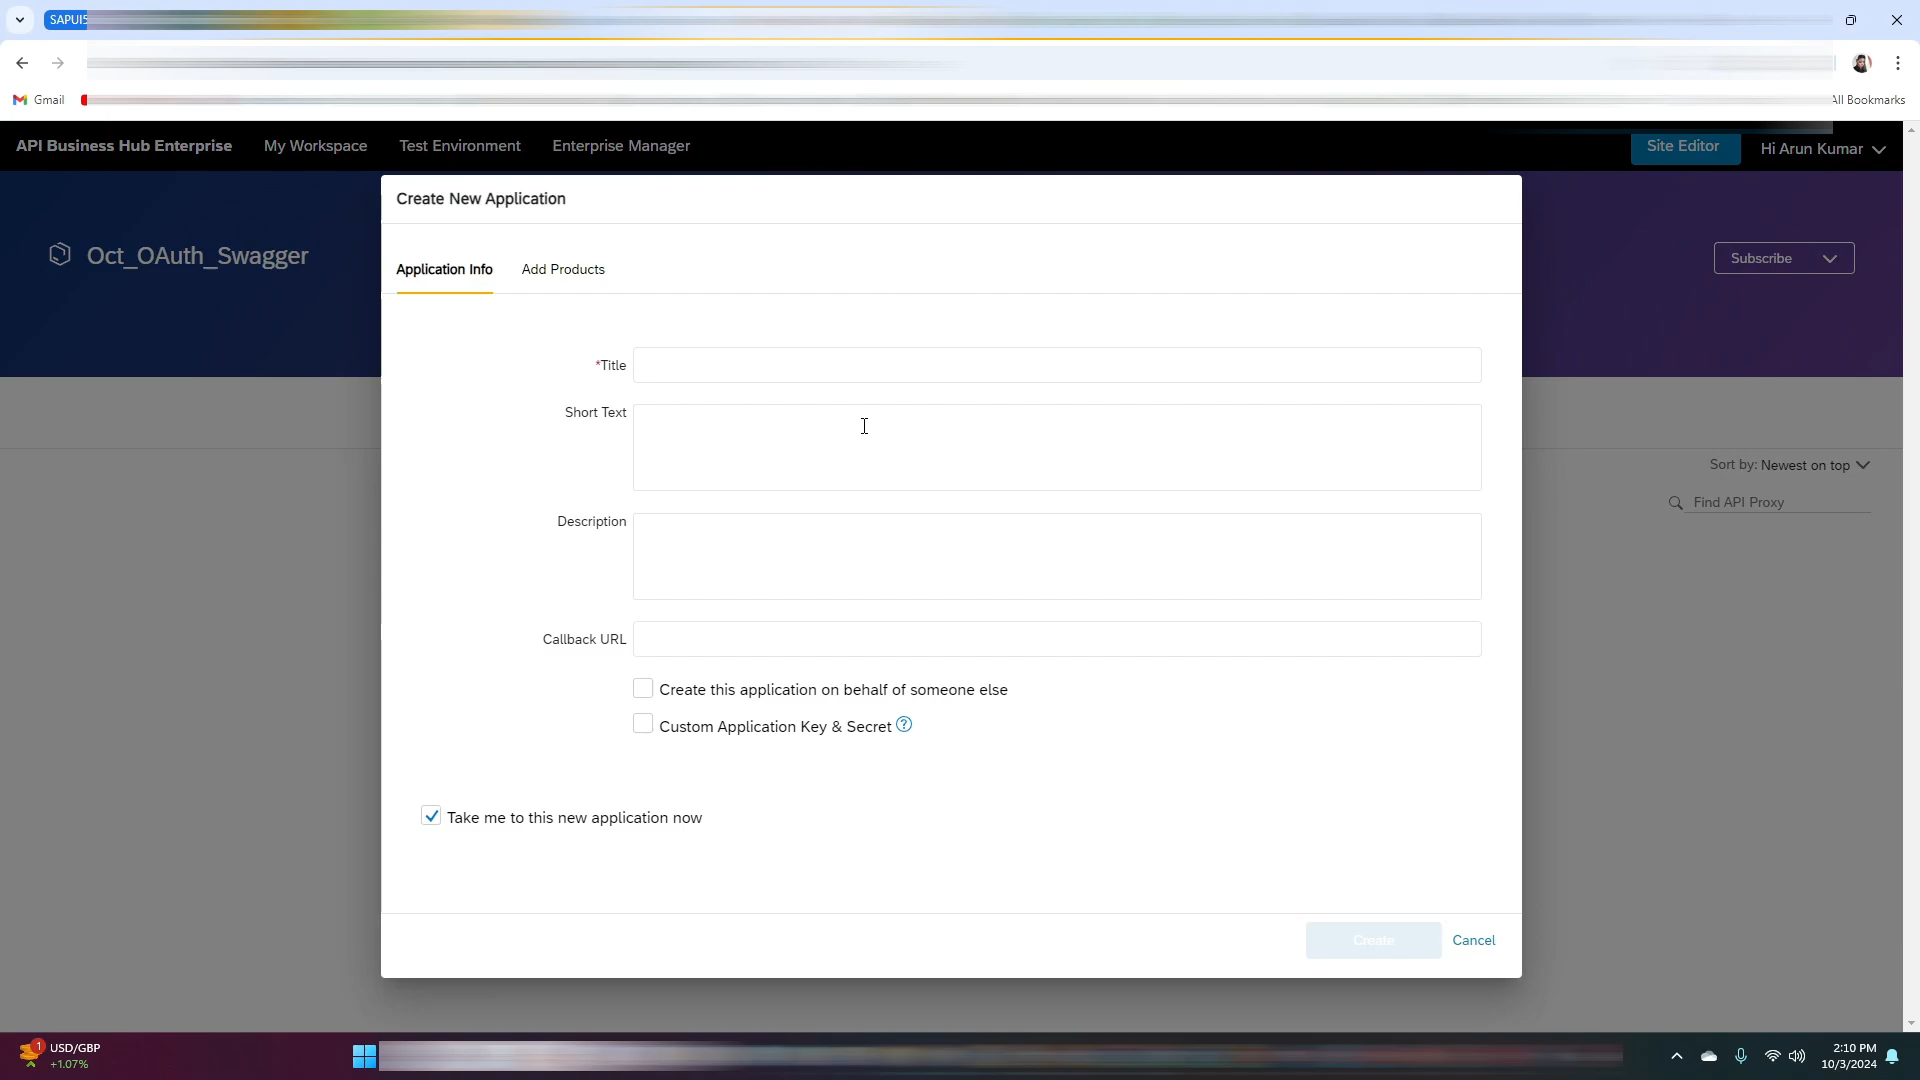 SAPUI5
Gmail
All Bookmarks
API Business Hub Enterprise My Workspace Test Environment Enterprise Manager Site Editor Hi Arun Kumar
Create New Application
Oct_OAuth_Swagger
Subscribe
Application Info Add Products
*Title
Short Text
Sort by: Newest on top
Find API Proxy
Description
Callback URL
Create this application on behalf of someone else
Custom Application Key & Secret ?
Take me to this new application now
Create Cancel
1
USD/GBP
+1.07%
2:10 PM
10/3/2024